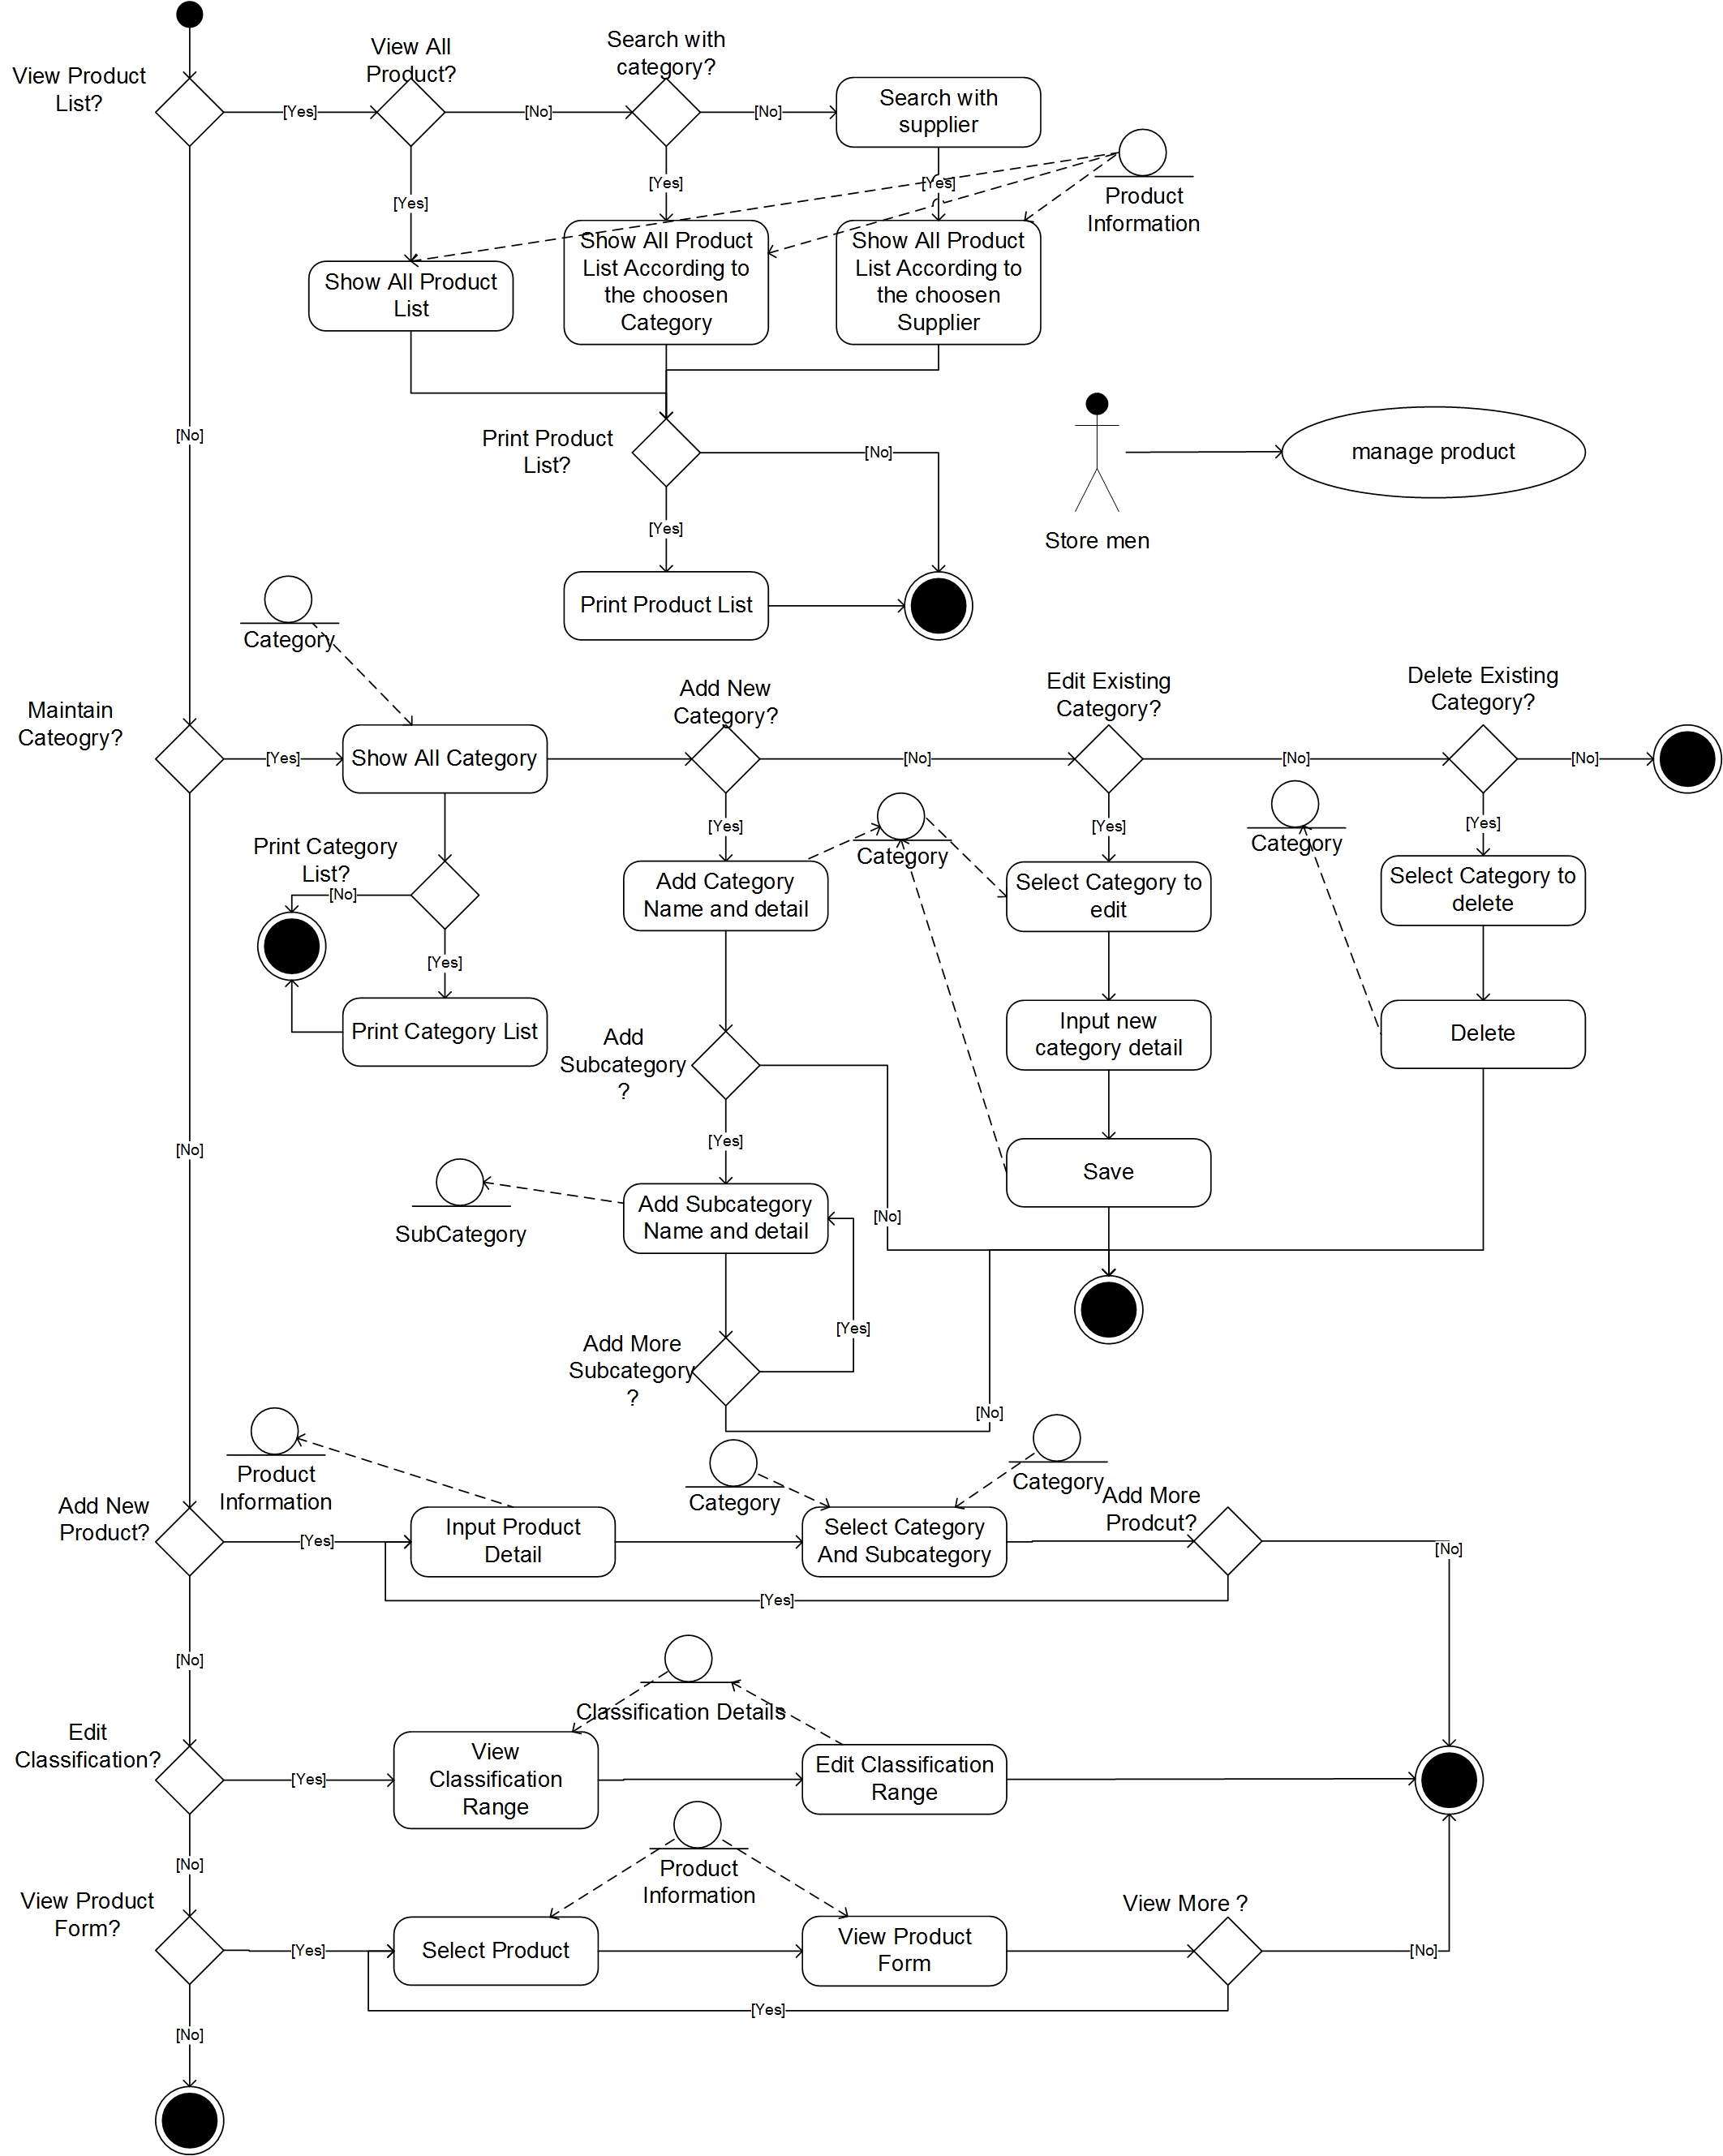 View Product
List?
[Yes]
View All
Product?
[No]
Search with
category?
[No]
Search with
supplier
[Yes]
[Yes]
[Yes]
Product
Information
Show All Product
List
Show All Product
List According to
the choosen
Category
Show All Product
List According to
the choosen
Supplier
[No]
Print Product
List?
[No]
[Yes]
Print Product List
Store men
manage product
Category
Maintain
Cateogry?
[Yes]
Show All Category
Add New
Category?
[No]
Edit Existing
Category?
[No]
Delete Existing
Category?
[No]
Print Category
List?
[No]
[Yes]
Print Category List
[Yes]
Add Category
Name and detail
Category
[Yes]
Select Category to
edit
Category
[Yes]
Select Category to
delete
Input new
category detail
Delete
Add
Subcategory
?
[Yes]
[No]
Save
[No]
SubCategory
Add Subcategory
Name and detail
[Yes]
Add More
Subcategory
?
[No]
Product
Information
Category
Category
Add New
Product?
[Yes]
Input Product
Detail
Select Category
And Subcategory
Add More
Prodcut?
[No]
[Yes]
[No]
Classification Details
Edit
Classification?
[Yes]
View
Classification
Range
Edit Classification
Range
[No]
Product
Information
View Product
Form?
[Yes]
Select Product
View Product
Form
View More ?
[No]
[Yes]
[No]